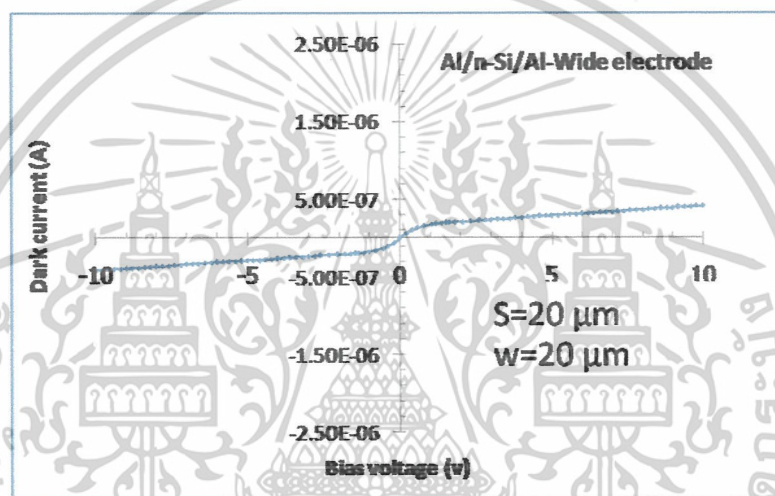 2.50E-06
Al/n-Si/Al-Wide electrode
1.50E-06
Dark current (A)
5.00E-07
-10 -5 0 5 10
-5.00E-07
S=20 μm
w=20 μm
-1.50E-06
-2.50E-06
Bias voltage (v)